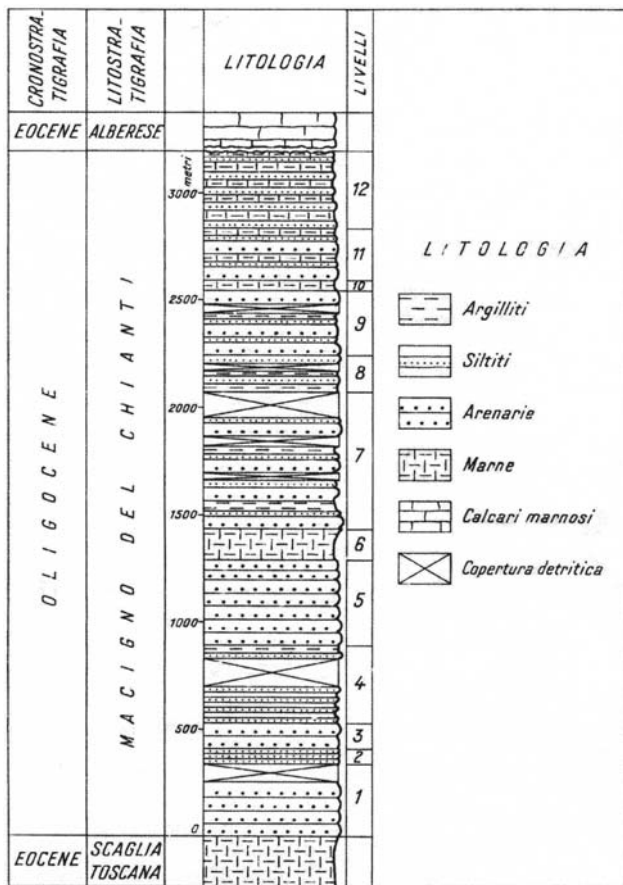 CRONOSTRA-
TIGRAFIA
LITOSTRA-
TIGRAFIA
LITOLOGIA
LIVELLI
EOCENE
ALBERESE
OLIGOCENE
MACIGNO DEL CHIANTI
metri
3000
2500
2000
1500
1000
500
0
12
11
10
9
8
7
6
5
4
3
2
1
EOCENE
SCAGLIA
TOSCANA
LITOLOGIA
Argilliti
Siltiti
Arenarie
Marne
Calcari marnosi
Copertura detritica